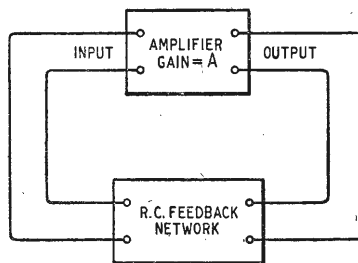 INPUT
AMPLIFIER
GAIN = A
OUTPUT
R.C. FEEDBACK
NETWORK